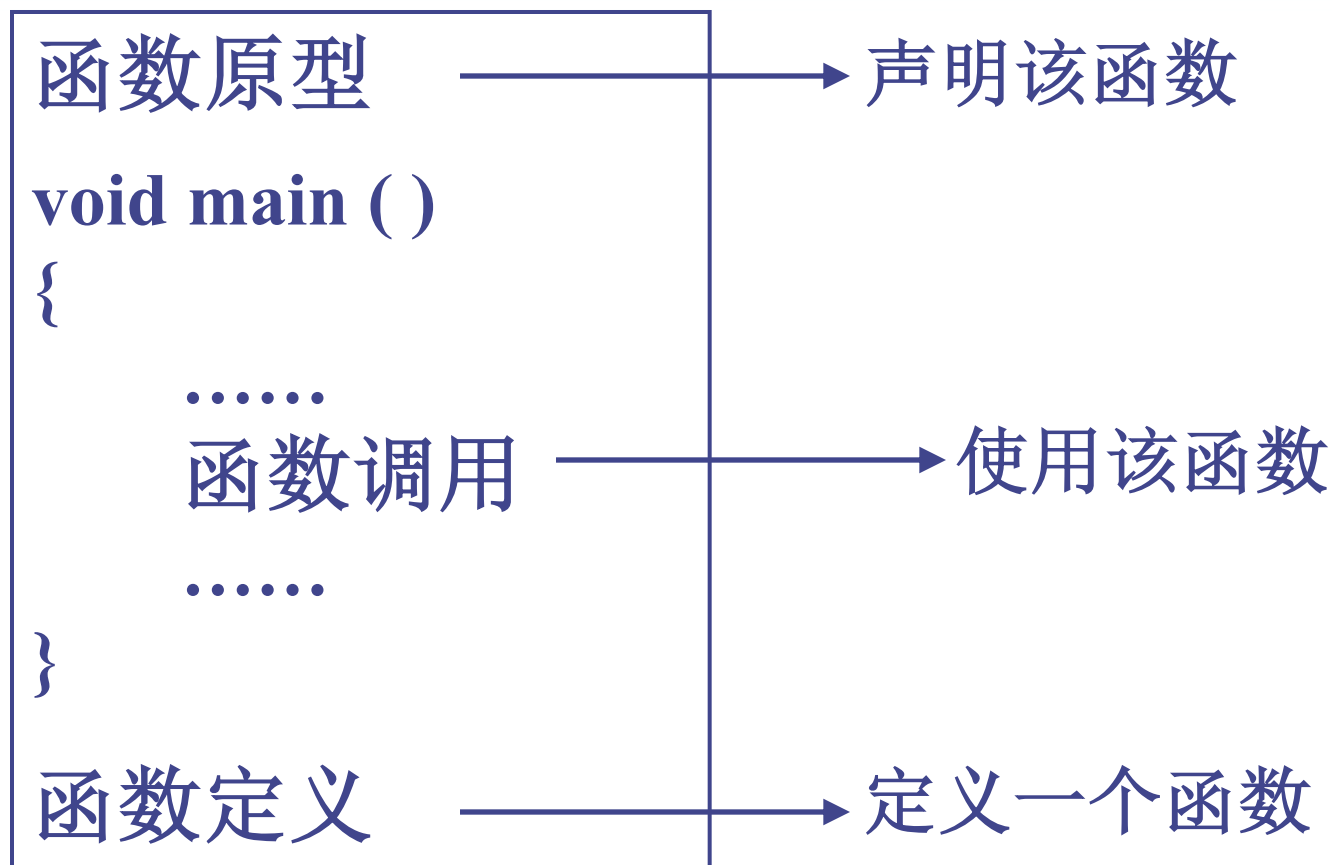 函数原型 声明该函数
void main ( )
{
……
函数调用 使用该函数
……
}
函数定义 定义一个函数